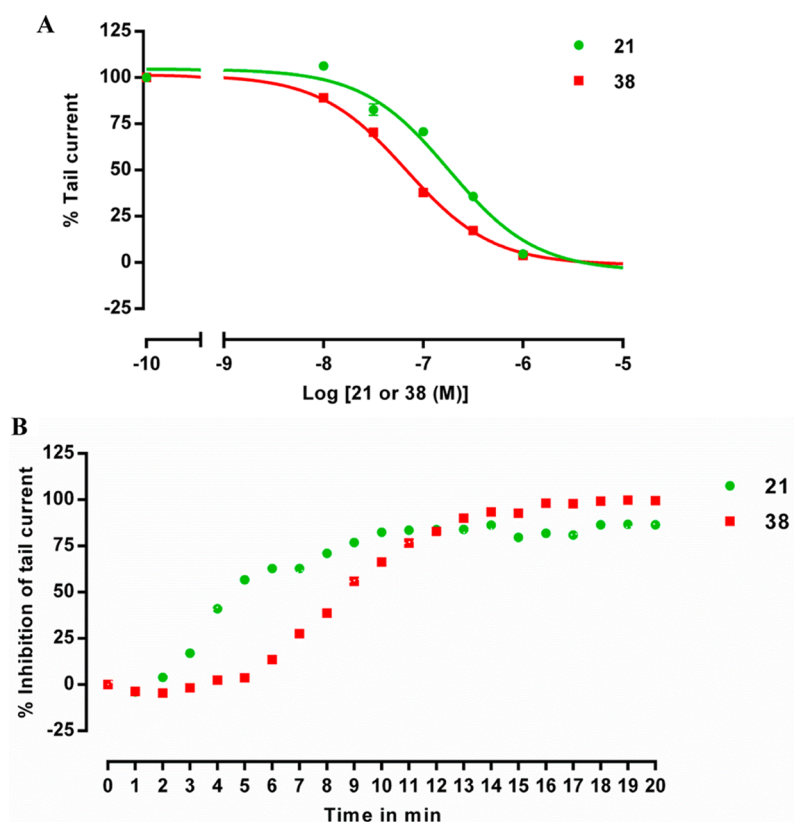 A
125
100
75
50
25
0
-25
% Tail current
21
38
-10 -9 -8 -7 -6 -5
Log [21 or 38 (M)]
B
125
100
75
50
25
0
-25
% Inhibition of tail current
21
38
0 1 2 3 4 5 6 7 8 9 10 11 12 13 14 15 16 17 18 19 20
Time in min